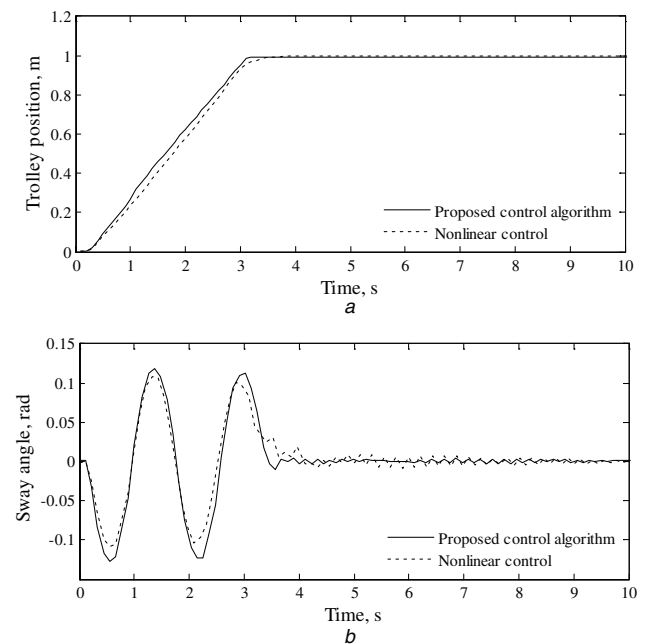 1.2
1
0.8
0.6
0.4
0.2
0
Trolley position, m
Proposed control algorithm
Nonlinear control
0 1 2 3 4 5 6 7 8 9 10
Time, s
a
0.15
0.1
0.05
0
-0.05
-0.1
Sway angle, rad
Proposed control algorithm
Nonlinear control
0 1 2 3 4 5 6 7 8 9 10
Time, s
b